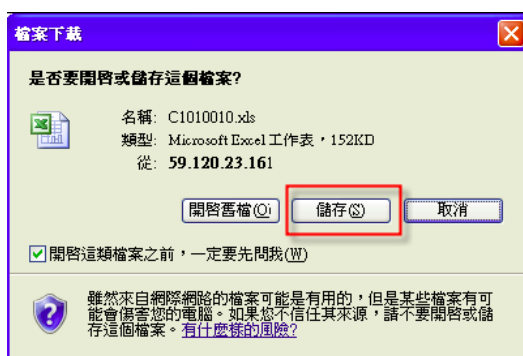 檔案下載
是否要開啓或儲存這個檔案?
名稱: C1010010.xls
類型: Microsoft Excel 工作表，152KD
從: 59.120.23.161
開啓舊檔(O) 儲存(S) 取消
開啓這類檔案之前，一定要先問我(W)
雖然來自網際網路的檔案可能是有用的，但是某些檔案有可
能會傷害您的電腦。如果您不信任其來源，請不要開啓或儲
存這個檔案。有什麼樣的風險?